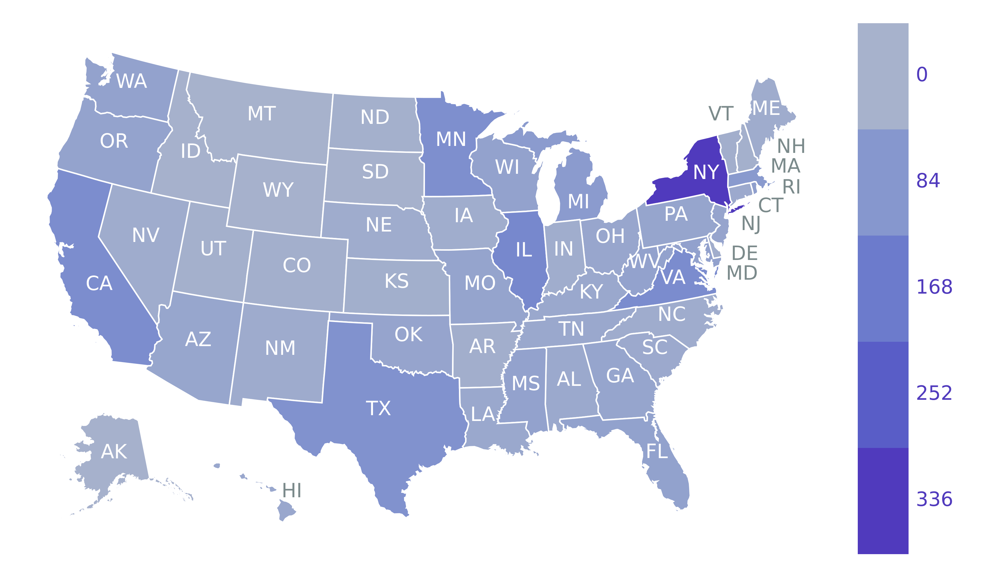 WA
MT
ND
MN
VT
ME
OR
ID
SD
WI
NY
NH
MA
RI
WY
MI
CT
NE
IA
PA
NJ
NV
UT
CO
KS
MO
IL
IN
OH
WV
VA
DE
MD
CA
KY
NC
AZ
NM
OK
AR
TN
SC
TX
LA
MS
AL
GA
AK
HI
FL
0
84
168
252
336